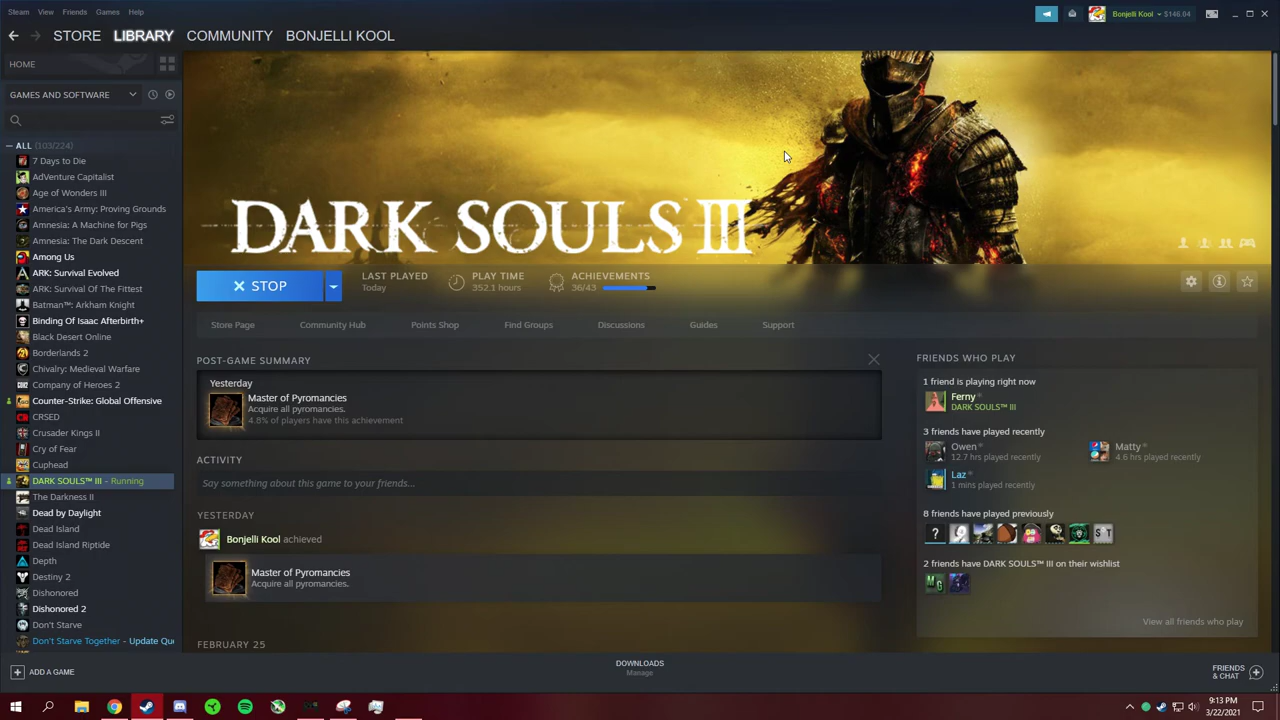 Steam View Friends Games Help
Bonjelli Kool $146.04
STORE LIBRARY COMMUNITY BONJELLI KOOL
HOME
GAMES AND SOFTWARE
ALL (103/224)
7 Days to Die
AdVenture Capitalist
Age of Wonders III
America's Army: Proving Grounds
Amnesia: A Machine for Pigs
Amnesia: The Dark Descent
Among Us
ARK: Survival Evolved
ARK: Survival Of The Fittest
Batman™: Arkham Knight
Binding Of Isaac Afterbirth+
Black Desert Online
Borderlands 2
Chivalry: Medieval Warfare
Company of Heroes 2
Counter-Strike: Global Offensive
CRSED
Crusader Kings II
Cry of Fear
Cuphead
DARK SOULS™ III - Running
The Darkness II
Dead by Daylight
Dead Island
Dead Island Riptide
Depth
Destiny 2
Dishonored
Dishonored 2
Don't Starve
Don't Starve Together - Update Qu
ADD A GAME
DARK SOULS III
STOP
LAST PLAYED
Today
PLAY TIME
352.1 hours
ACHIEVEMENTS
36/43
Store Page Community Hub Points Shop Find Groups Discussions Guides Support
POST-GAME SUMMARY
Yesterday
Master of Pyromancies
Acquire all pyromancies.
4.8% of players have this achievement
ACTIVITY
Say something about this game to your friends...
YESTERDAY
Bonjelli Kool achieved
Master of Pyromancies
Acquire all pyromancies.
FEBRUARY 25
FRIENDS WHO PLAY
1 friend is playing right now
Ferny
DARK SOULS™ III
3 friends have played recently
Owen
12.7 hrs played recently
Matty
4.6 hrs played recently
Laz
1 mins played recently
8 friends have played previously
? S T
2 friends have DARK SOULS™ III on their wishlist
M G
View all friends who play
DOWNLOADS
Manage
FRIENDS
& CHAT
9:13 PM
3/22/2021